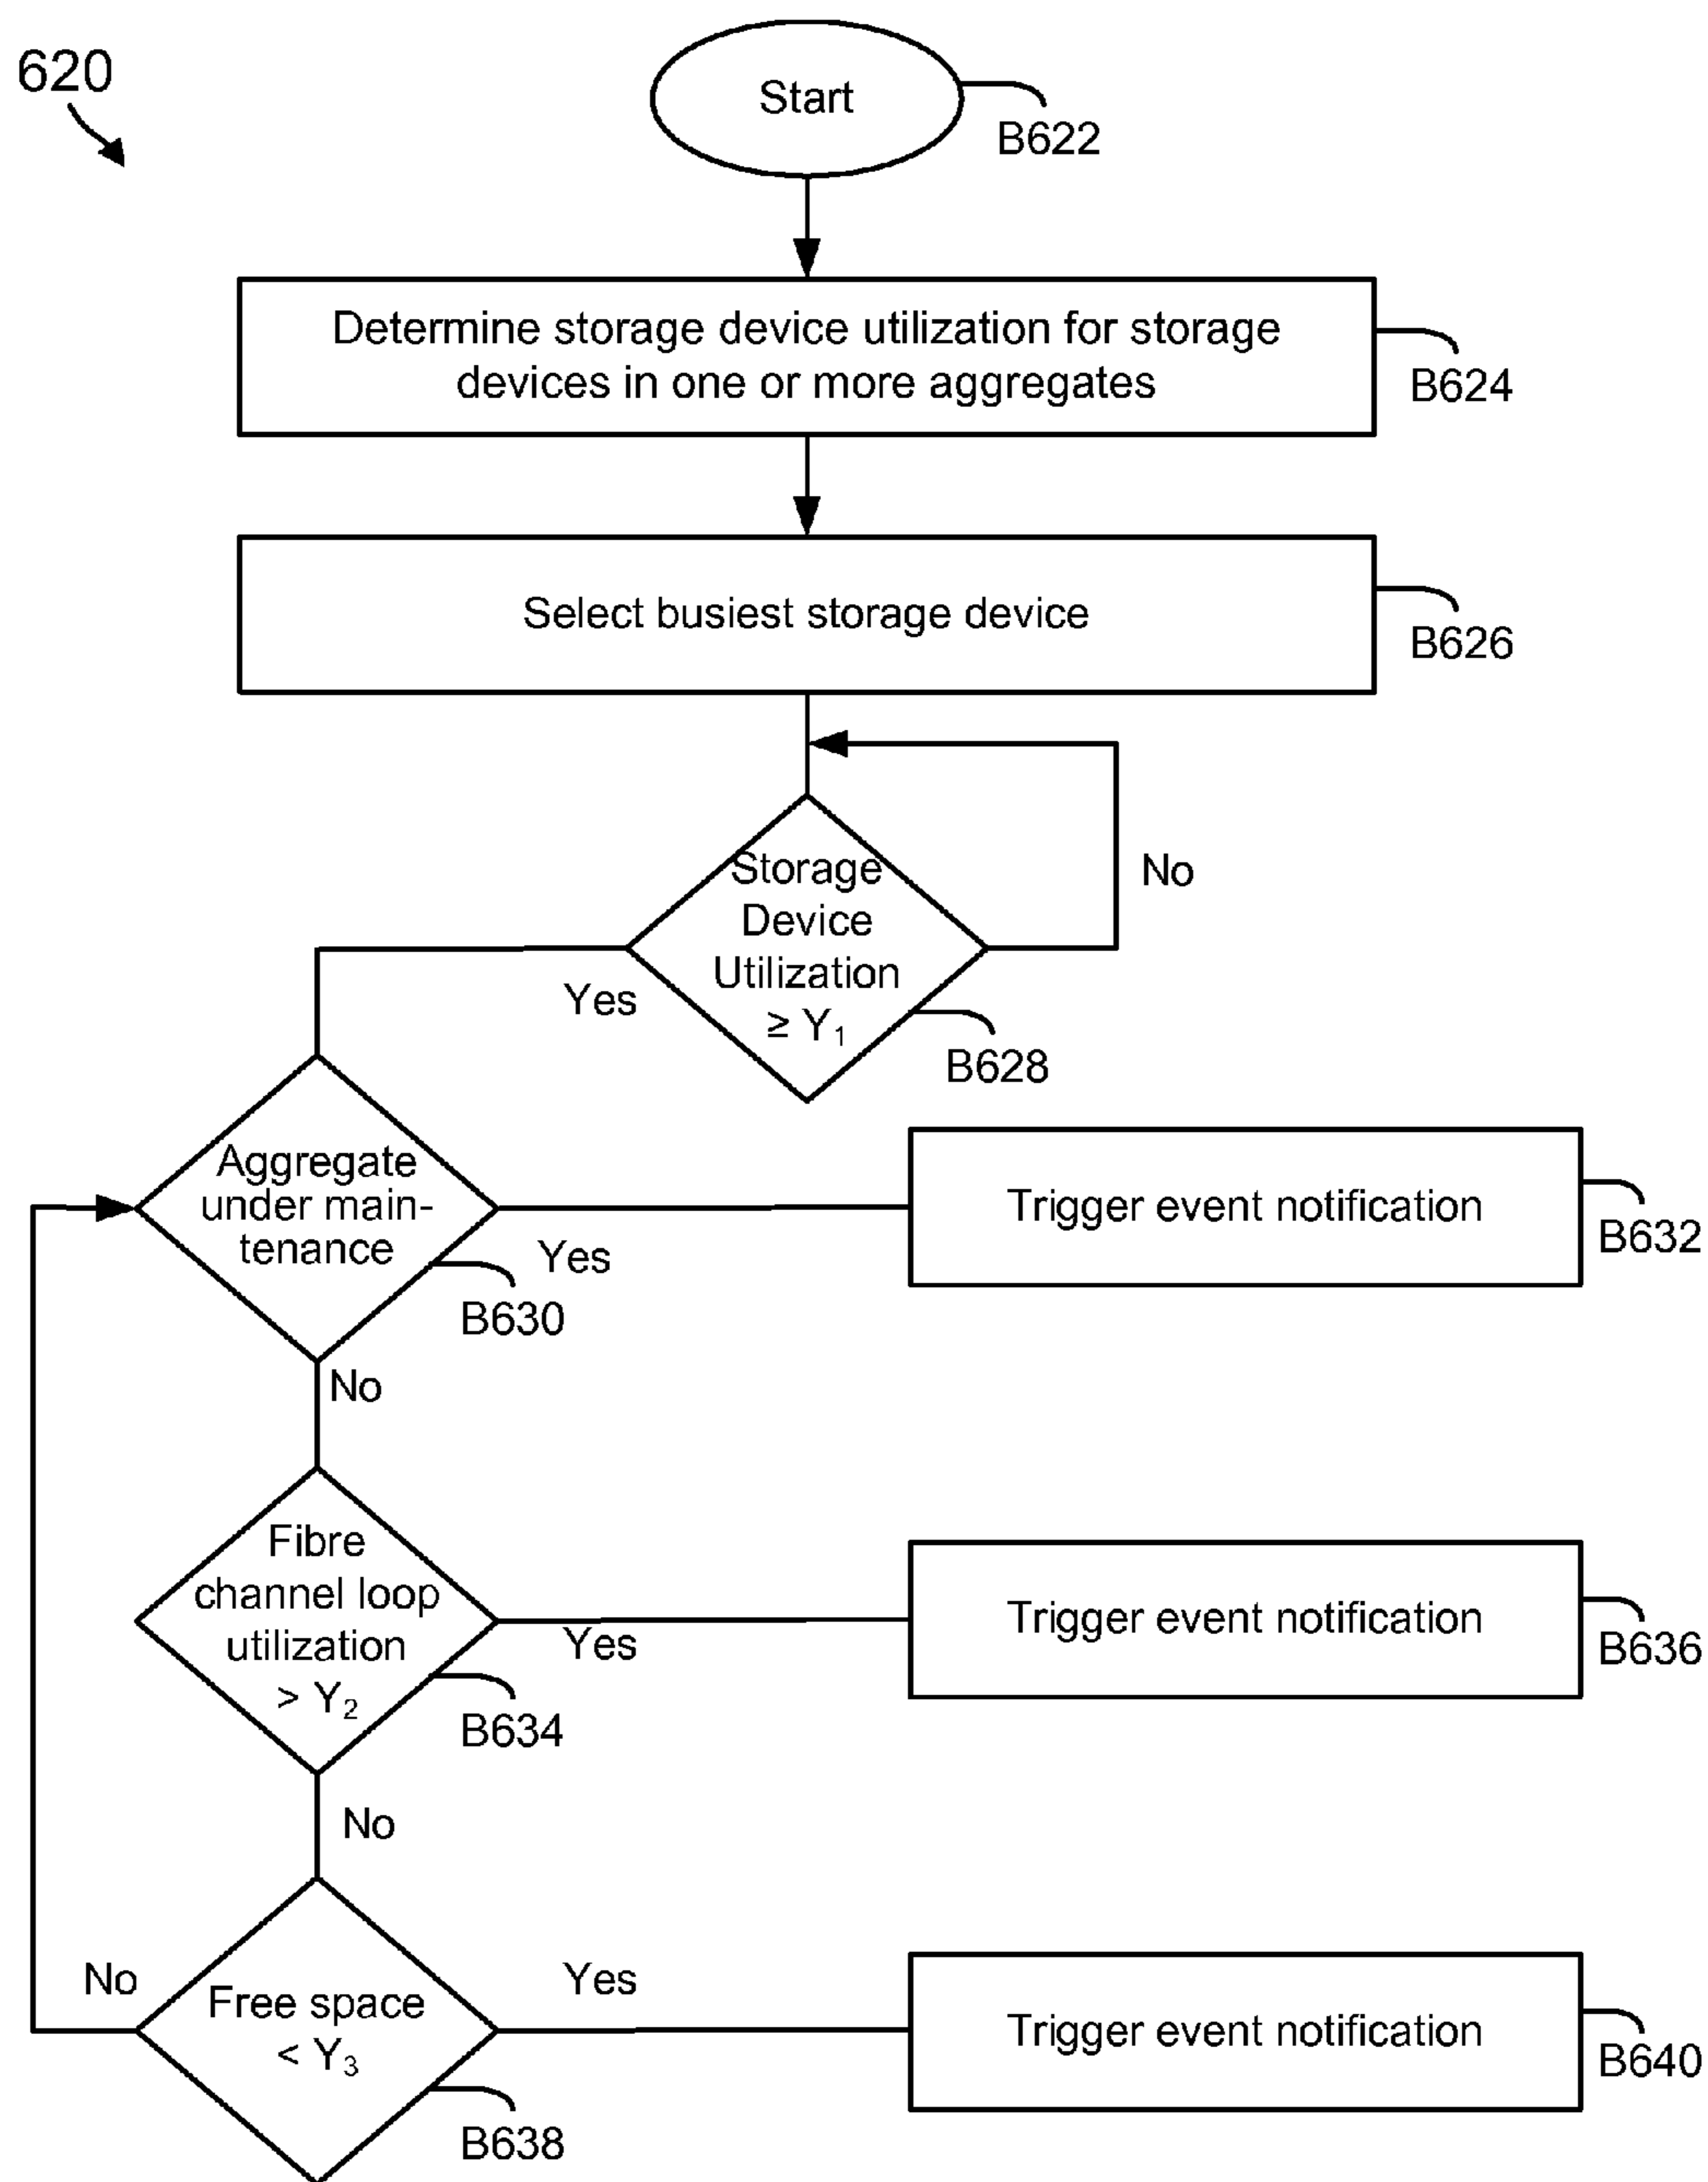 620
Start
B622
Determine storage device utilization for storage
devices in one or more aggregates
B624
Select busiest storage device
B626
Storage
Device
Utilization
≥ Y₁
No
Yes
B628
Aggregate
under main-
tenance
Yes
B630
Trigger event notification
B632
No
Fibre
channel loop
utilization
> Y₂
Yes
B634
Trigger event notification
B636
No
No
Free space
< Y₃
Yes
B638
Trigger event notification
B640